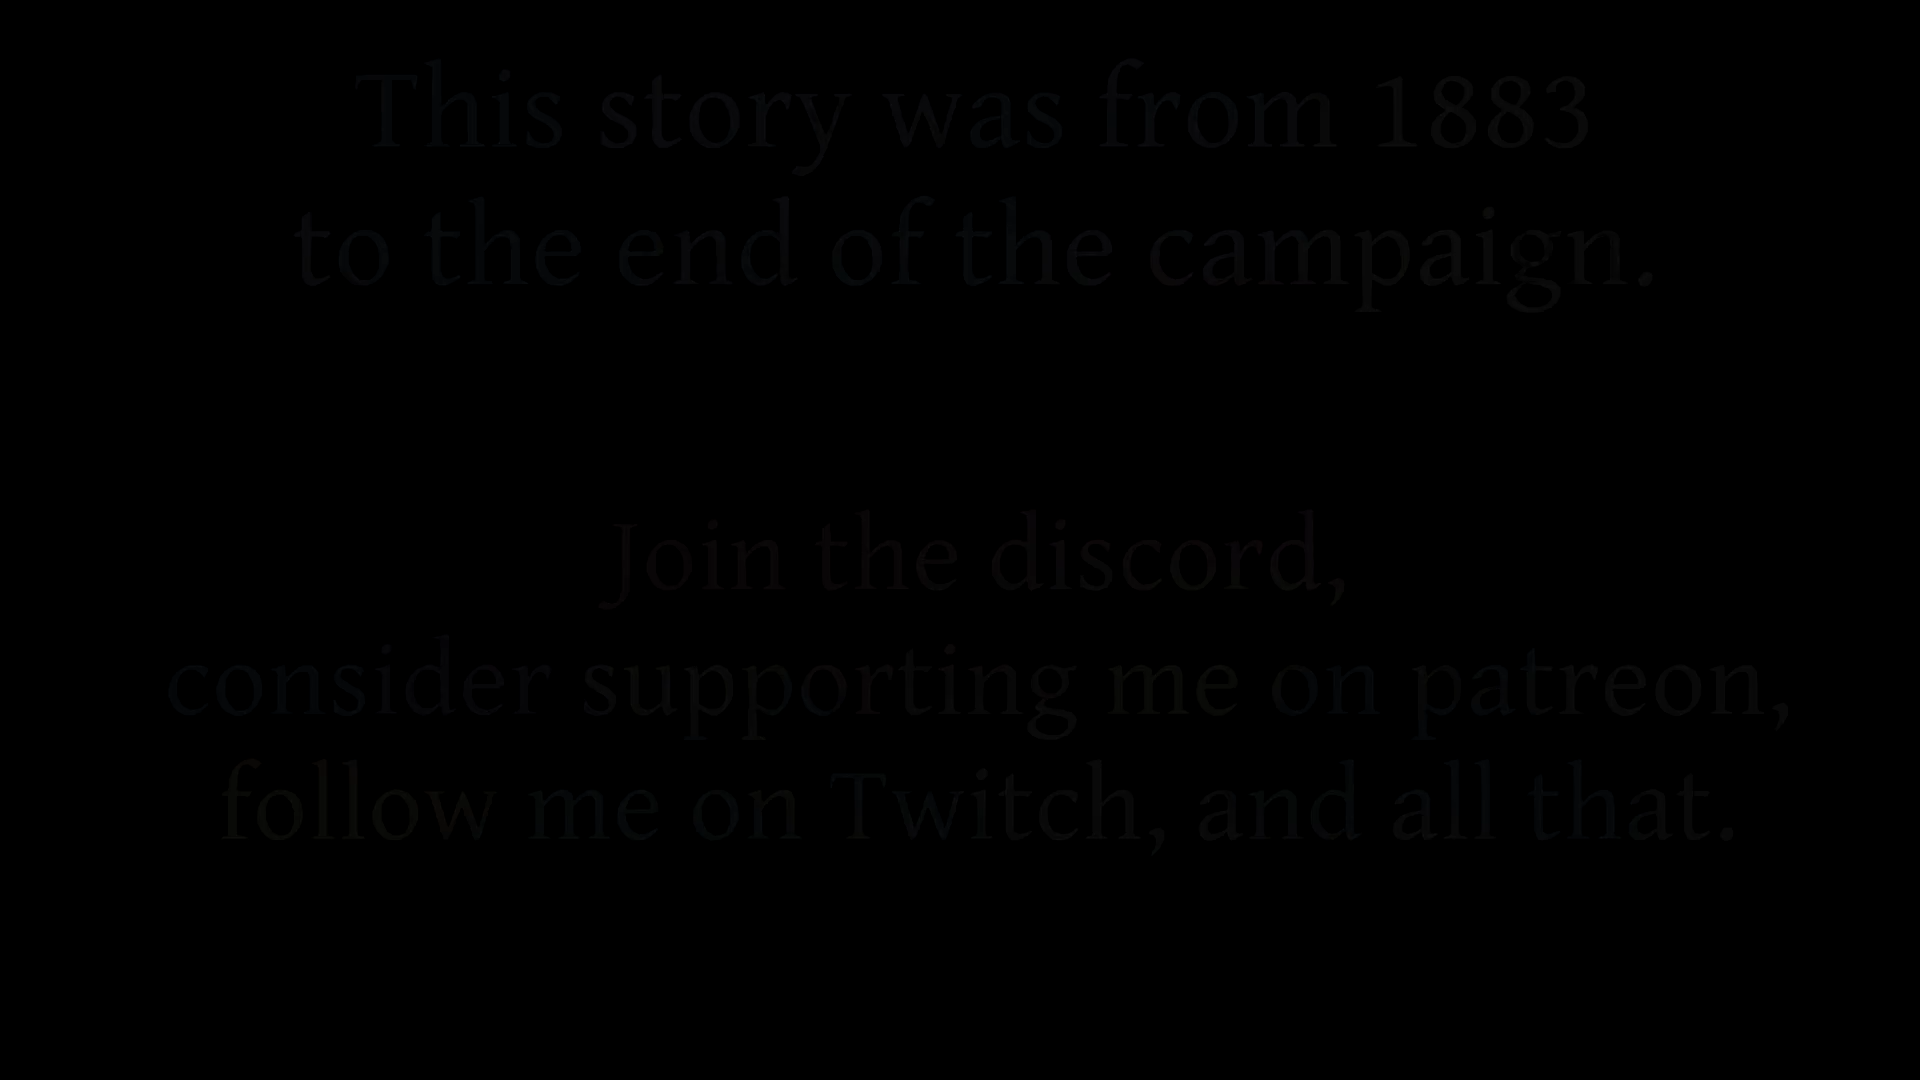 This story was from 1883
to the end of the campaign.
Join the discord,
consider supporting me on patreon,
follow me on Twitch, and all that.